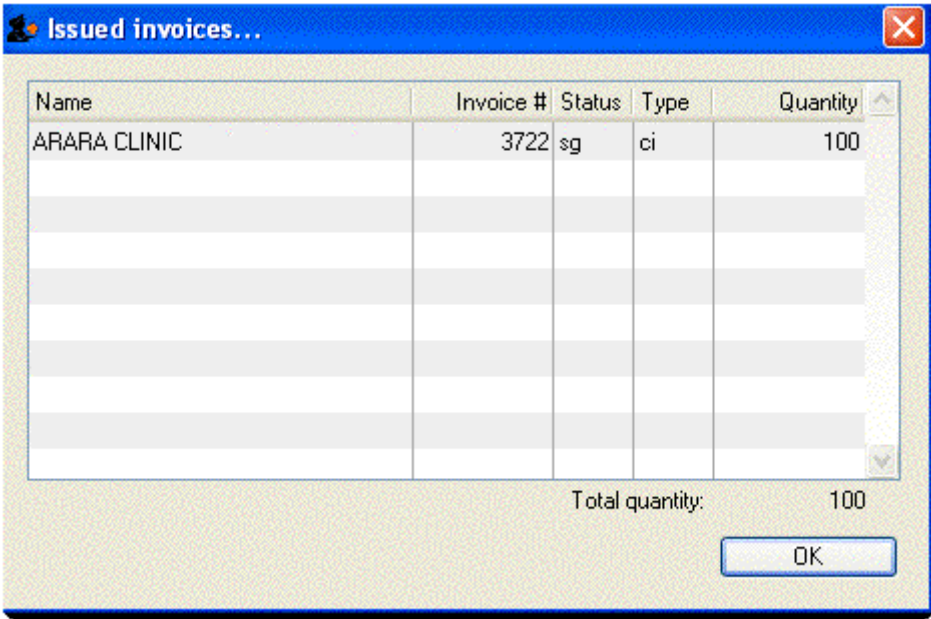 Issued invoices...
Name Invoice # Status Type Quantity
ARARA CLINIC 3722 sg ci 100
Total quantity: 100
OK